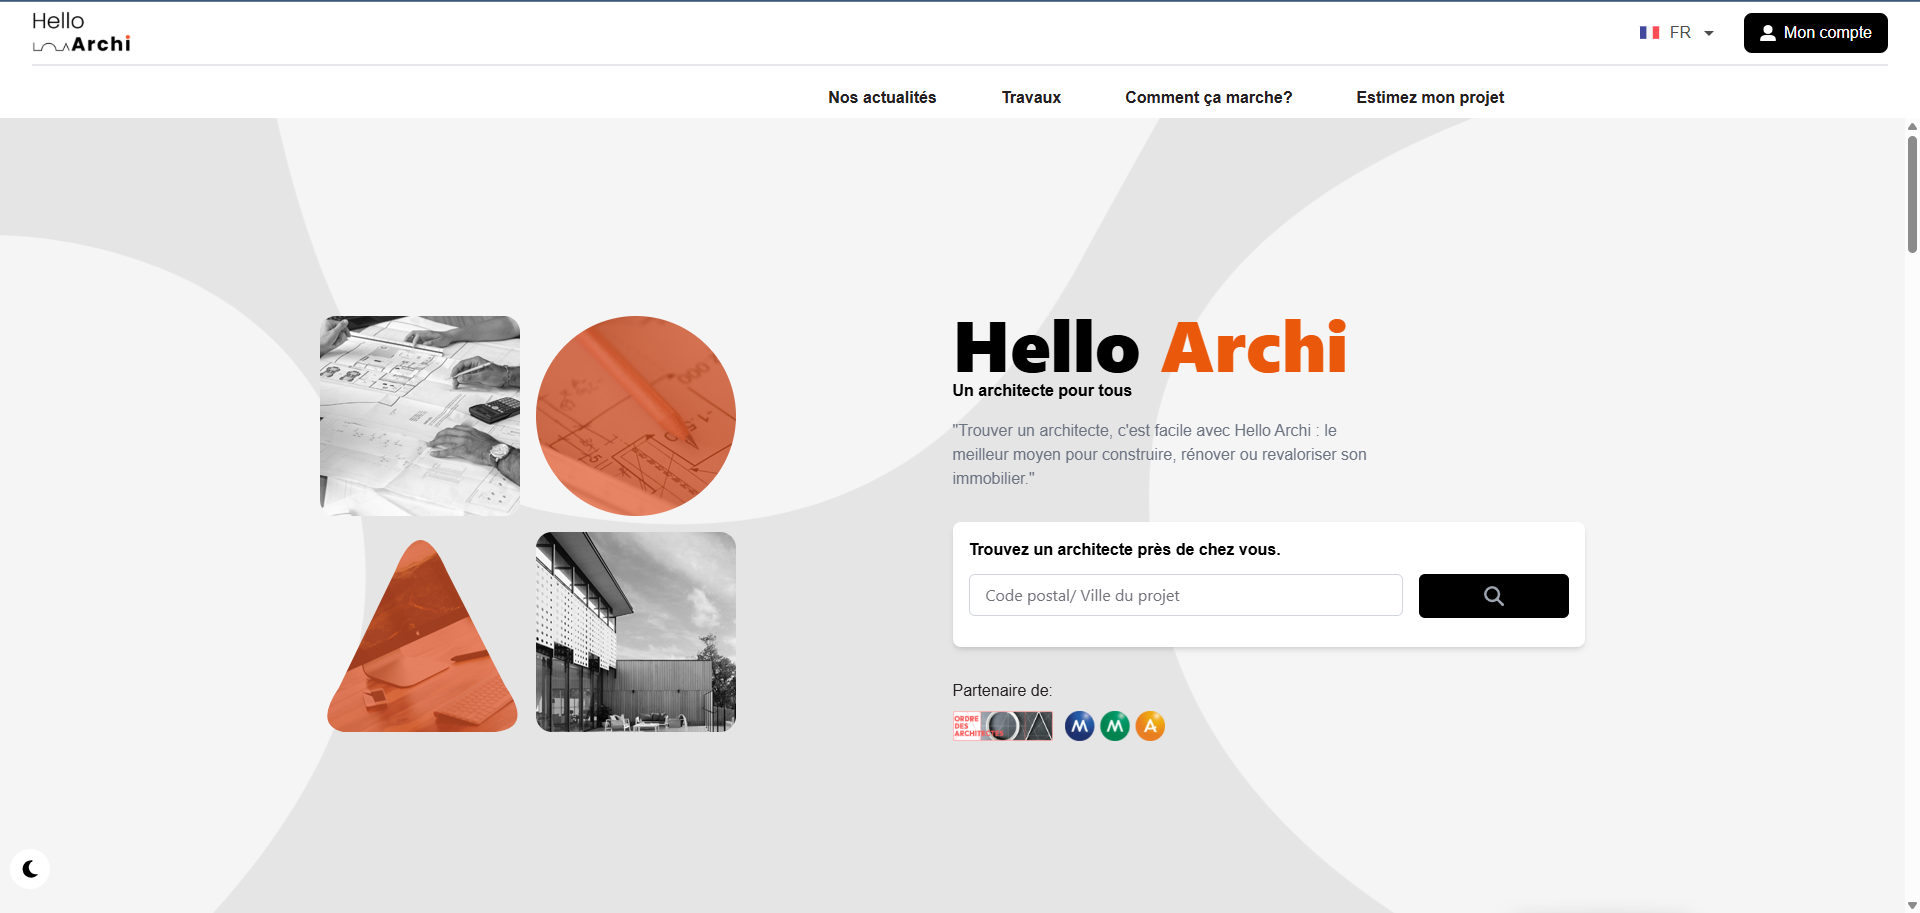 Hello
Archi
FR
Mon compte
Nos actualités
Travaux
Comment ça marche?
Estimez mon projet
Hello Archi
Un architecte pour tous
"Trouver un architecte, c'est facile avec Hello Archi : le
meilleur moyen pour construire, rénover ou revaloriser son
immobilier."
Trouvez un architecte près de chez vous.
Code postal/ Ville du projet
Partenaire de:
ORDRE
DES
ARCHITECTES
M M A